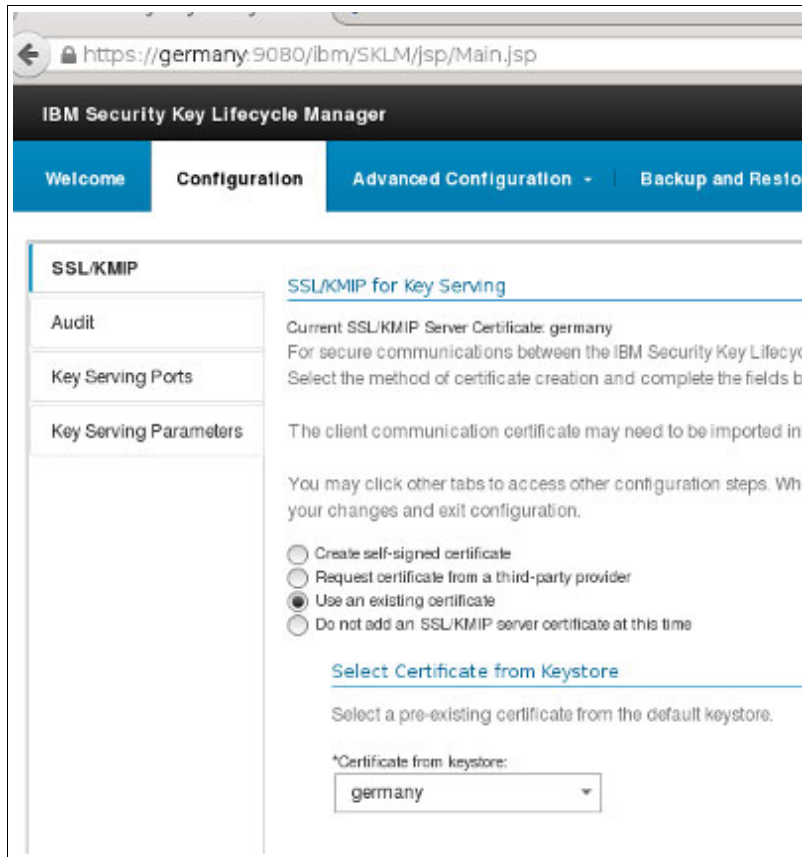 https://germany:9080/ibm/SKLM/jsp/Main.jsp
IBM Security Key Lifecycle Manager
Welcome Configuration Advanced Configuration - Backup and Resto
SSL/KMIP
Audit
Key Serving Ports
Key Serving Parameters
SSL/KMIP for Key Serving
Current SSL/KMIP Server Certificate: germany
For secure communications between the IBM Security Key Lifecyc
Select the method of certificate creation and complete the fields b
The client communication certificate may need to be imported in
You may click other tabs to access other configuration steps. Wh
your changes and exit configuration.
Create self-signed certificate
Request certificate from a third-party provider
Use an existing certificate
Do not add an SSL/KMIP server certificate at this time
Select Certificate from Keystore
Select a pre-existing certificate from the default keystore.
*Certificate from keystore:
germany